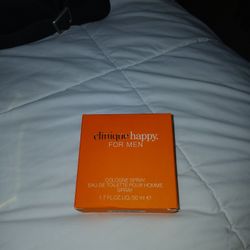 clinique happy.
FOR MEN
COLOGNE SPRAY
EAU DE TOILETTE POUR HOMME
SPRAY
1.7 FL.OZ./50 ml ℮